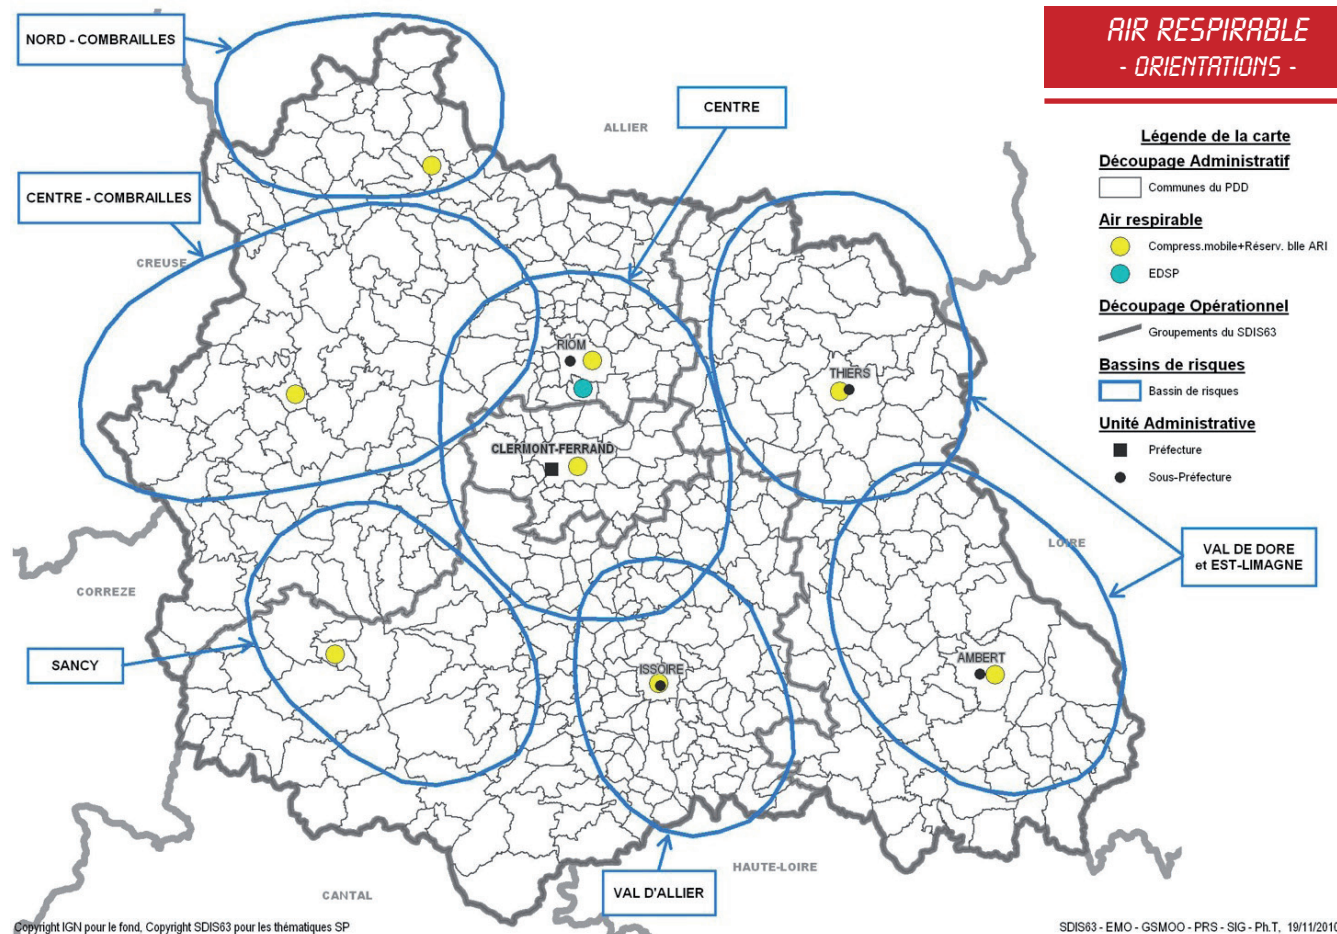 NORD - COMBRAILLES
CENTRE - COMBRAILLES
CENTRE
ALLIER
CREUSE
RIOM
THIERS
CLERMONT-FERRAND
CORREZE
LOIRE
VAL DE DORE
et EST-LIMAGNE
SANCY
ISSOIRE
AMBERT
VAL D'ALLIER
HAUTE-LOIRE
CANTAL
AIR RESPIRABLE
- ORIENTATIONS -
Légende de la carte
Découpage Administratif
Communes du PDD
Air respirable
Compress.mobile+Réserv. blle ARI
EDSP
Découpage Opérationnel
Groupements du SDIS63
Bassins de risques
Bassin de risques
Unité Administrative
Préfecture
Sous-Préfecture
Copyright IGN pour le fond, Copyright SDIS63 pour les thématiques SP
SDIS63 - EMO - GSMOO - PRS - SIG - Ph.T, 19/11/2010